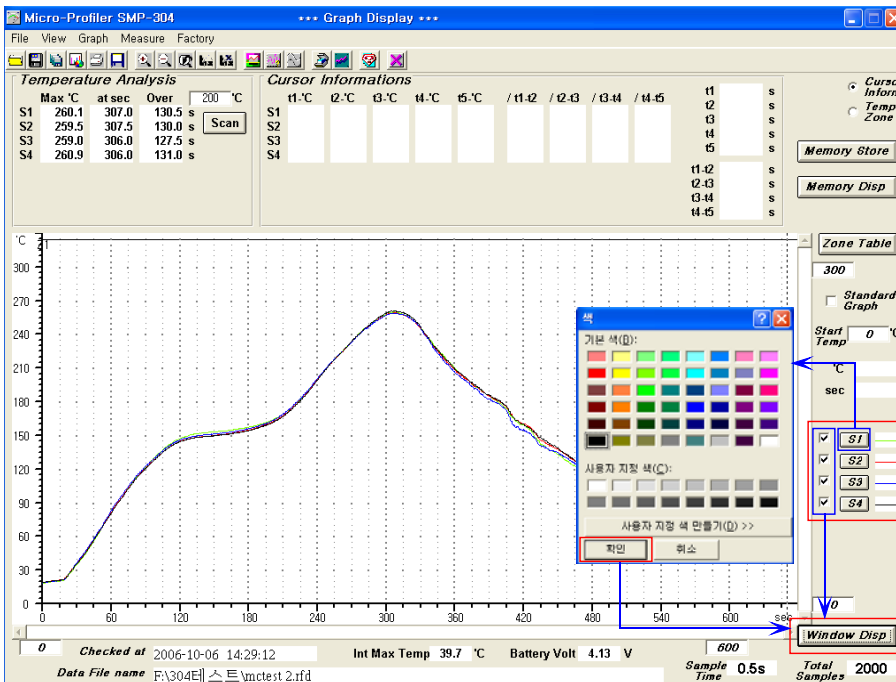 Micro-Profiler SMP-304 *** Graph Display ***
File View Graph Measure Factory
Temperature Analysis
Max °C at sec Over 200 °C
S1 260.1 307.0 130.5 s
S2 259.5 307.5 130.0 s
S3 259.0 306.0 127.5 s
S4 260.9 306.0 131.0 s
Scan
Cursor Informations
t1-°C t2-°C t3-°C t4-°C t5-°C / t1-t2 / t2-t3 / t3-t4 / t4-t5
S1
S2
S3
S4
t1 s
t2 s
t3 s
t4 s
t5 s
t1-t2 s
t2-t3 s
t3-t4 s
t4-t5 s
Memory Store
Memory Disp
°C
1
300
270
240
210
180
150
120
90
60
30
0
0 60 120 180 240 300 360 420 480 540 600 sec
Zone Table
300
Standard
Graph
Start
Temp 0
°C
sec
S1
S2
S3
S4
색
기본 색(B):
사용자 지정 색(C):
사용자 지정 색 만들기(D) >>
확인 취소
Window Disp
0 Checked at 2006-10-06 14:29:12 Int Max Temp 39.7 °C Battery Volt 4.13 V 600
Data File name F:\304테스트\mctest 2.rfd
Sample
Time 0.5s
Total
Samples 2000